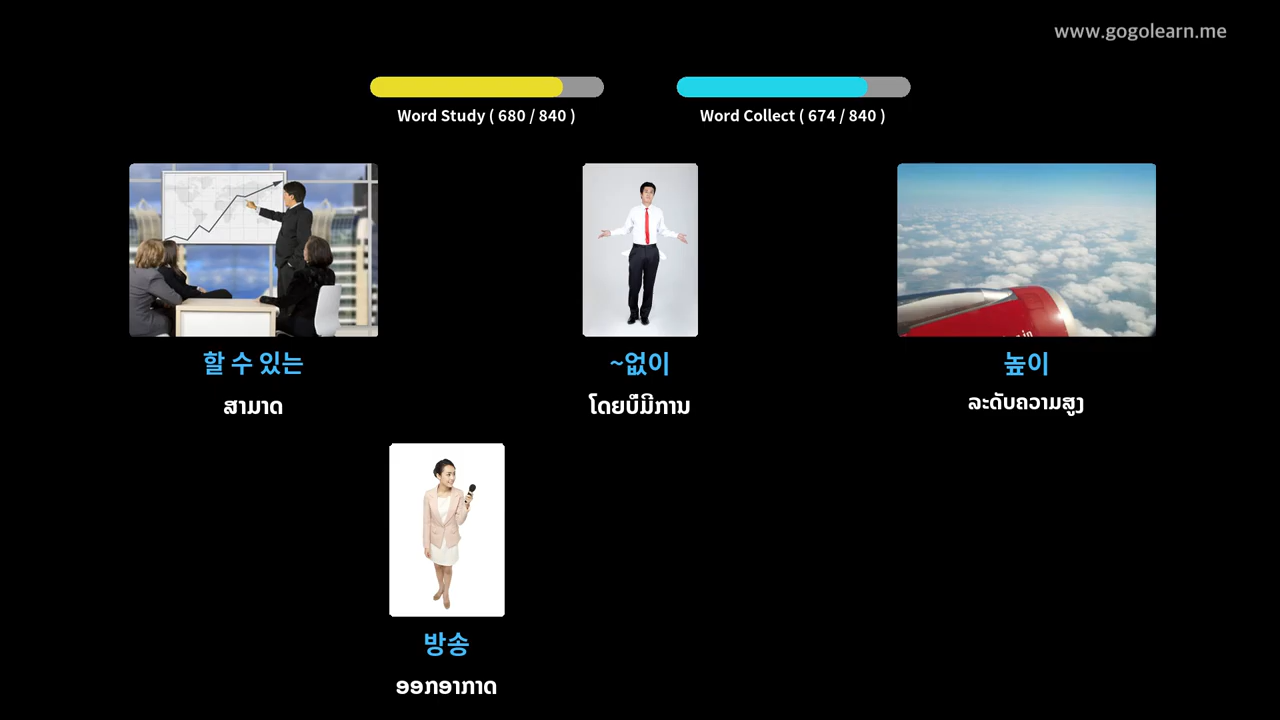 www.gogolearn.me
Word Study ( 680 / 840 )
Word Collect ( 674 / 840 )
할 수 있는
~없이
높이
ສາມາດ
ໂດຍບໍ່ມີການ
ລະດັບຄວາມສູງ
방송
ອອກອາກາດ